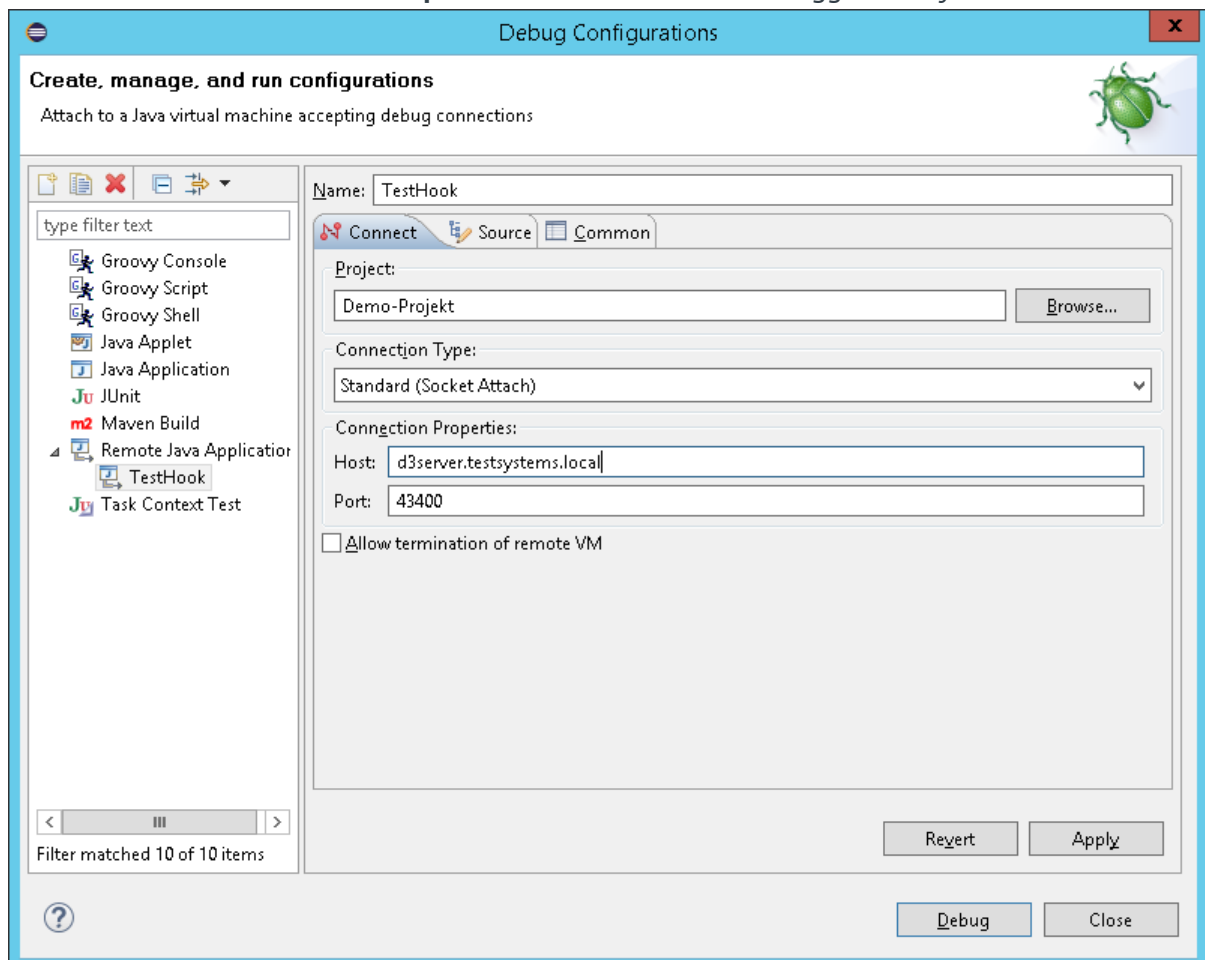 Debug Configurations
x
Create, manage, and run configurations
Attach to a Java virtual machine accepting debug connections
type filter text
Groovy Console
Groovy Script
Groovy Shell
Java Applet
Java Application
JUnit
m2 Maven Build
Remote Java Application
TestHook
Task Context Test
Filter matched 10 of 10 items
Name: TestHook
Connect Source Common
Project:
Demo-Projekt Browse...
Connection Type:
Standard (Socket Attach)
Connection Properties:
Host: d3server.testsystems.local
Port: 43400
Allow termination of remote VM
Revert Apply
? Debug Close